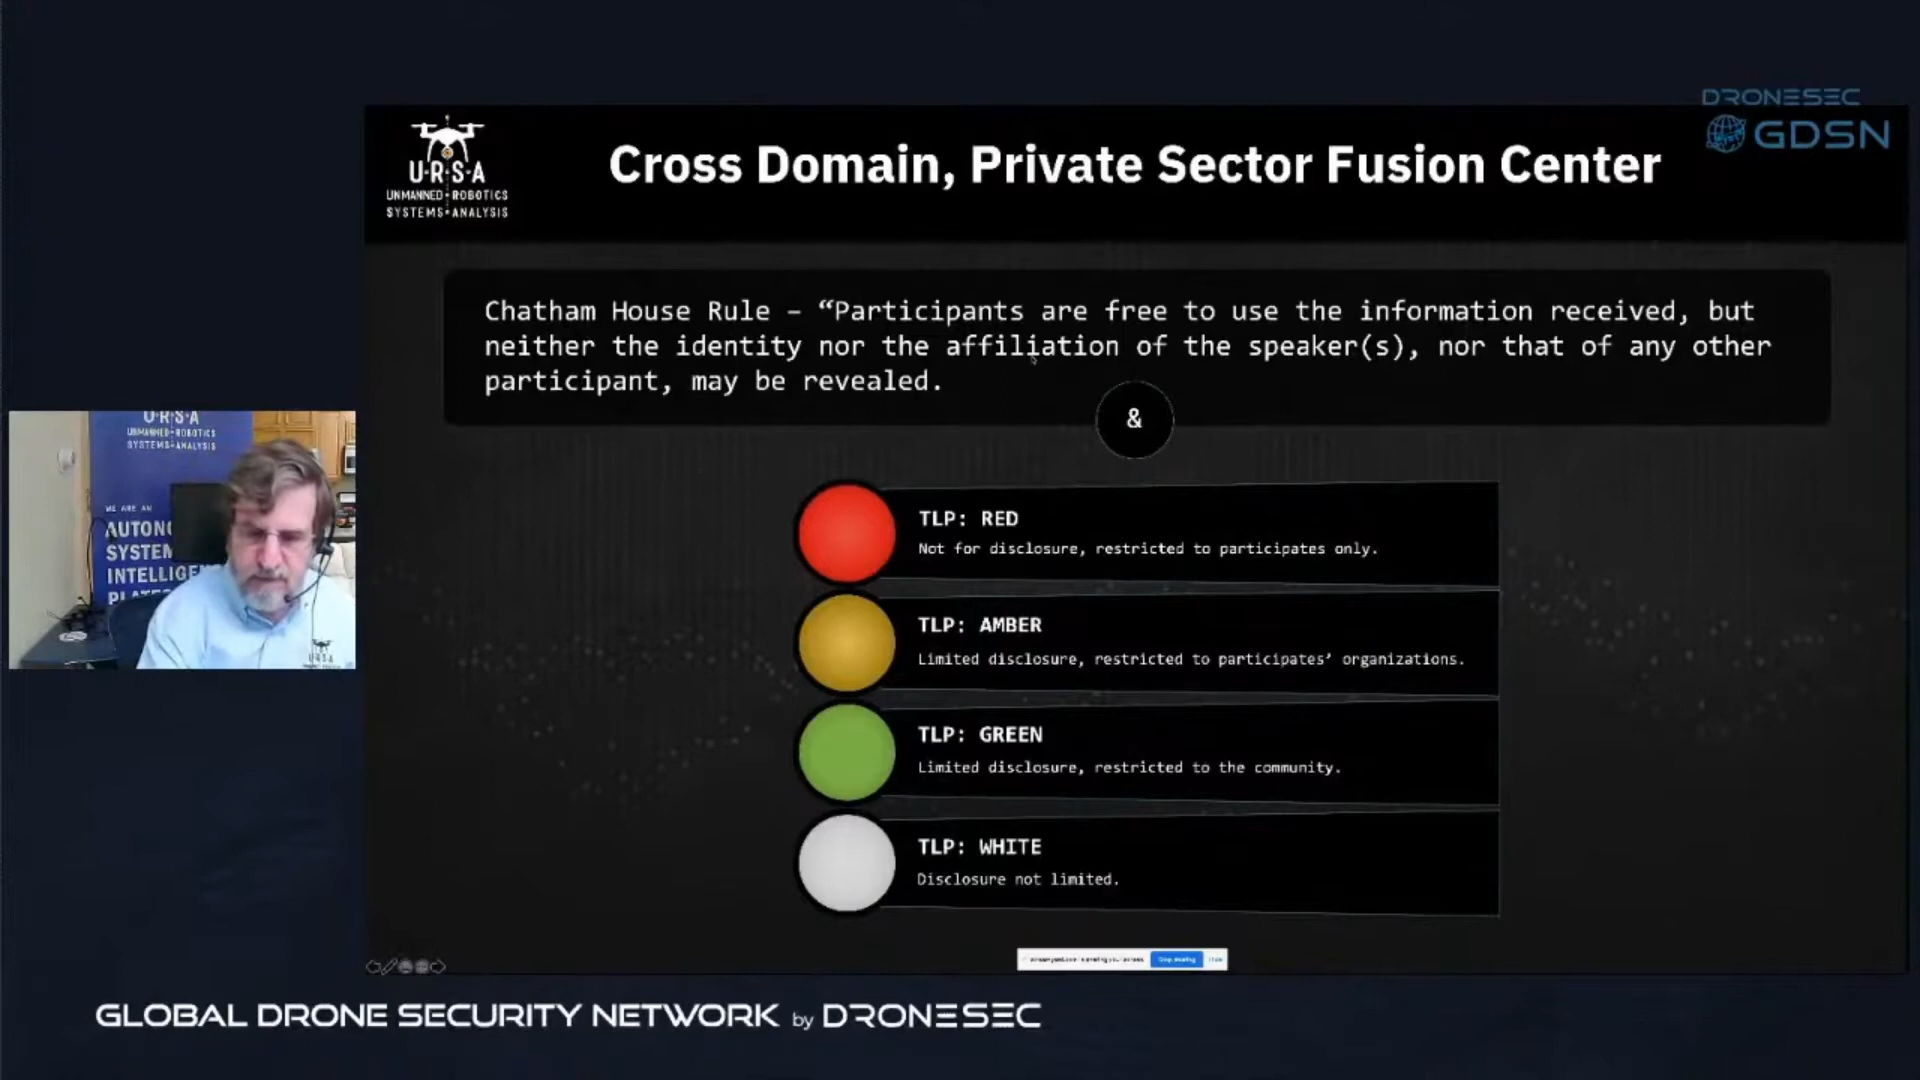 DRONESEC
GDSN
U·R·S·A
UNMANNED·ROBOTICS
SYSTEMS·ANALYSIS
Cross Domain, Private Sector Fusion Center
Chatham House Rule – “Participants are free to use the information received, but
neither the identity nor the affiliation of the speaker(s), nor that of any other
participant, may be revealed.
&
TLP: RED
Not for disclosure, restricted to participates only.
TLP: AMBER
Limited disclosure, restricted to participates’ organizations.
TLP: GREEN
Limited disclosure, restricted to the community.
TLP: WHITE
Disclosure not limited.
U·R·S·A
UNMANNED·ROBOTICS
SYSTEMS·ANALYSIS
WE ARE AN
AUTON
SYSTEM
INTELLIGE
URSA
Stop sharing
Hide
GLOBAL DRONE SECURITY NETWORK by DRONESEC